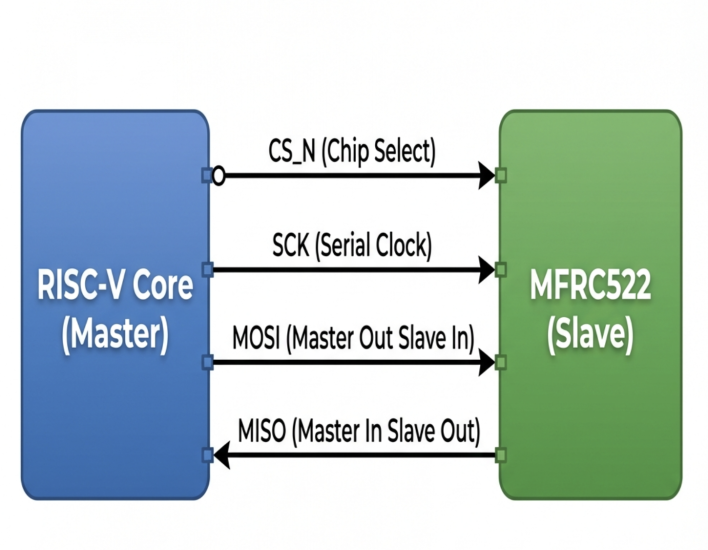 CS_N (Chip Select)
SCK (Serial Clock)
RISC-V Core
(Master)
MFRC522
(Slave)
MOSI (Master Out Slave In)
MISO (Master In Slave Out)